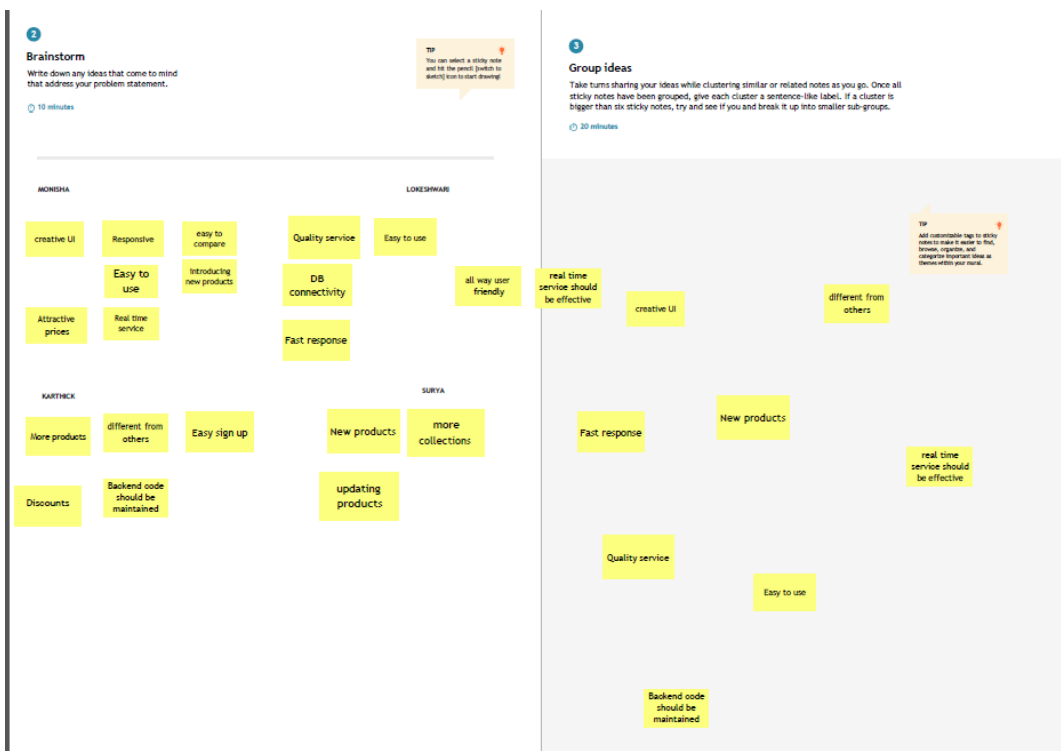 2
Brainstorm
Write down any ideas that come to mind
that address your problem statement.
10 minutes
TIP
You can select a sticky note
and hit the pencil [switch to
sketch] icon to start drawing!
MONISHA
creative UI
Responsive
easy to
compare
Easy to
use
Introducing
new products
Attractive
prices
Real time
service
LOKESHWARI
Quality service
Easy to use
DB
connectivity
all way user
friendly
real time
service should
be effective
Fast response
KARTHICK
More products
different from
others
Easy sign up
Discounts
Backend code
should be
maintained
SURYA
New products
more
collections
updating
products
3
Group ideas
Take turns sharing your ideas while clustering similar or related notes as you go. Once all
sticky notes have been grouped, give each cluster a sentence-like label. If a cluster is
bigger than six sticky notes, try and see if you and break it up into smaller sub-groups.
20 minutes
TIP
Add customizable tags to sticky
notes to make it easier to find,
browse, organize, and
categorize important ideas as
themes within your mural.
creative UI
different from
others
Fast response
New products
real time
service should
be effective
Quality service
Easy to use
Backend code
should be
maintained